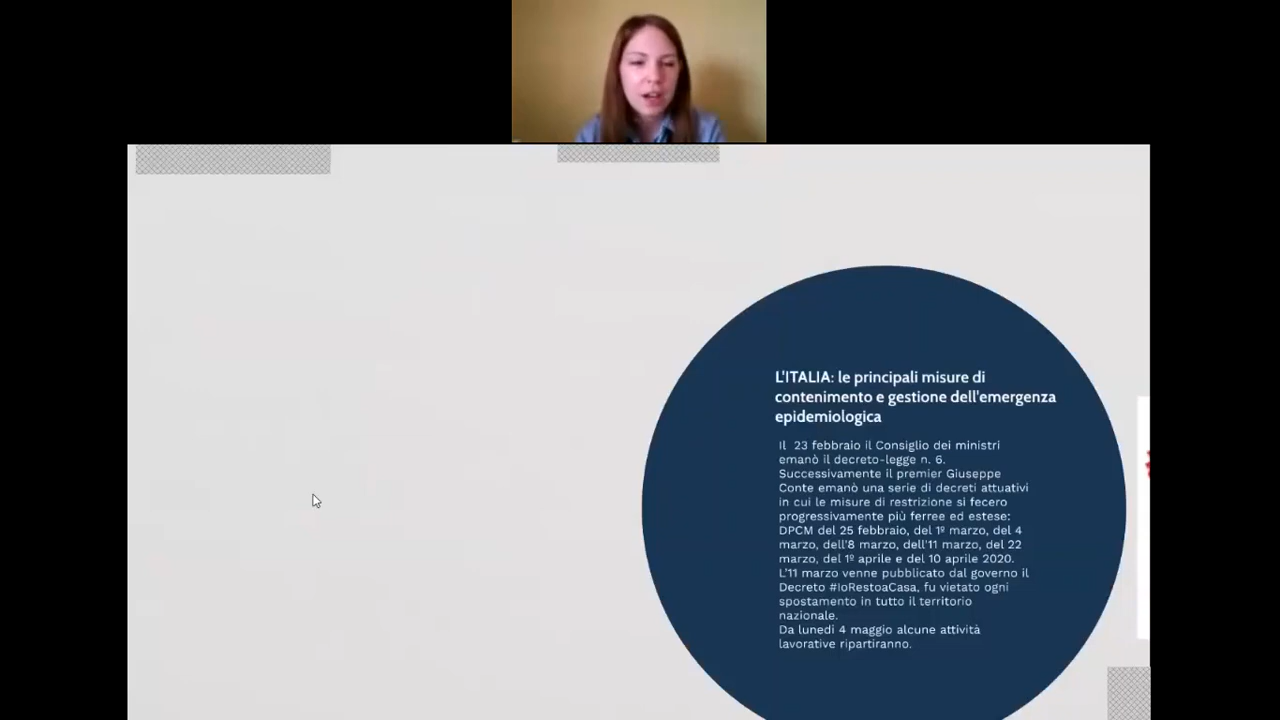 L'ITALIA: le principali misure di
contenimento e gestione dell'emergenza
epidemiologica
Il 23 febbraio il Consiglio dei ministri
emanò il decreto-legge n. 6.
Successivamente il premier Giuseppe
Conte emanò una serie di decreti attuativi
in cui le misure di restrizione si fecero
progressivamente più ferree ed estese:
DPCM del 25 febbraio, del 1º marzo, del 4
marzo, dell'8 marzo, dell'11 marzo, del 22
marzo, del 1º aprile e del 10 aprile 2020.
L'11 marzo venne pubblicato dal governo il
Decreto #IoRestoaCasa, fu vietato ogni
spostamento in tutto il territorio
nazionale.
Da lunedì 4 maggio alcune attività
lavorative ripartiranno.